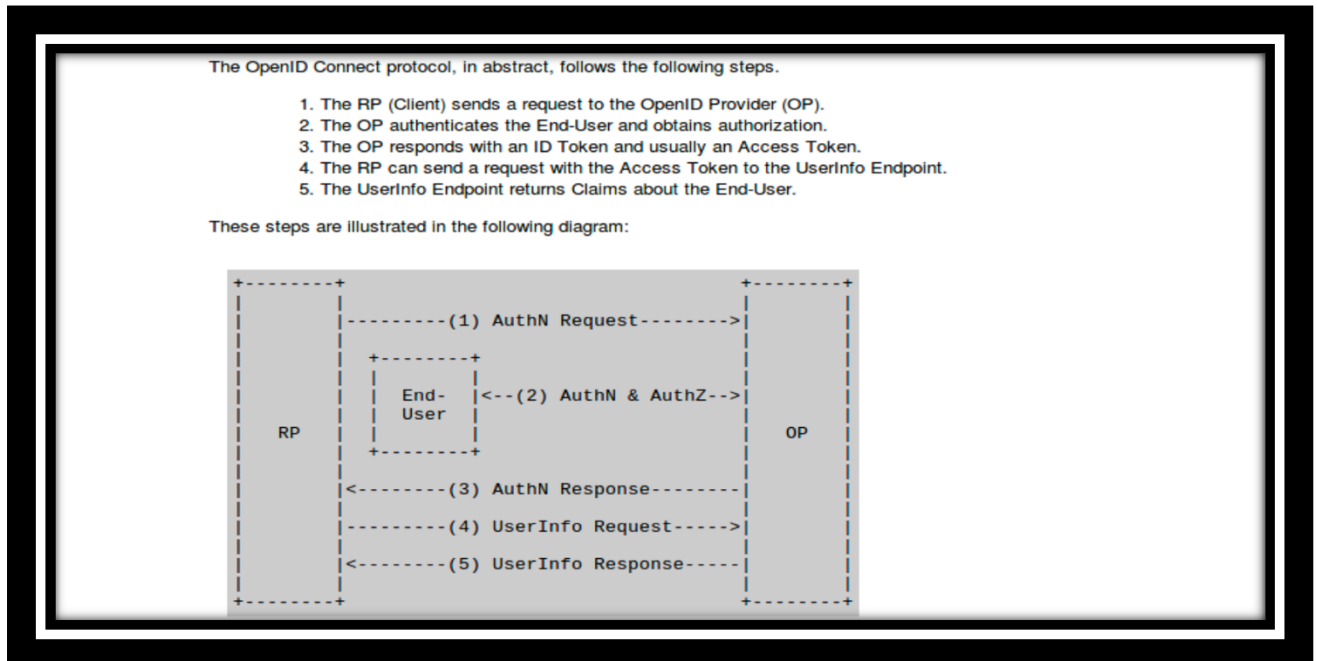 The OpenID Connect protocol, in abstract, follows the following steps.
1. The RP (Client) sends a request to the OpenID Provider (OP).
2. The OP authenticates the End-User and obtains authorization.
3. The OP responds with an ID Token and usually an Access Token.
4. The RP can send a request with the Access Token to the UserInfo Endpoint.
5. The UserInfo Endpoint returns Claims about the End-User.
These steps are illustrated in the following diagram:
+--------+                                   +--------+
|        |                                   |        |
|        |---------(1) AuthN Request-------->|        |
|        |                                   |        |
|        |  +--------+                       |        |
|        |  |        |                       |        |
|        |  |  End-  |<--(2) AuthN & AuthZ-->|        |
|        |  |  User  |                       |        |
|   RP   |  |        |                       |   OP   |
|        |  +--------+                       |        |
|        |                                   |        |
|        |<--------(3) AuthN Response--------|        |
|        |                                   |        |
|        |---------(4) UserInfo Request----->|        |
|        |                                   |        |
|        |<--------(5) UserInfo Response-----|        |
|        |                                   |        |
+--------+                                   +--------+